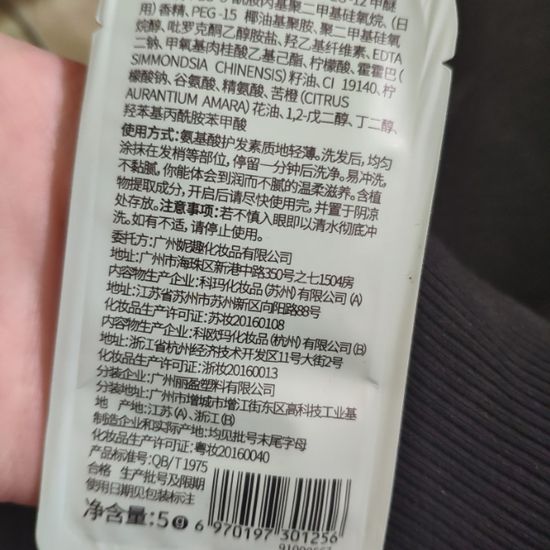 酰胺丙基聚二甲基硅氧烷、(日
用)香精、PEG-15 椰油基聚胺、聚二甲基硅氧
烷醇、吡罗克酮乙醇胺盐、羟乙基纤维素、EDTA
二钠、甲氧基肉桂酸乙基己酯、柠檬酸、霍霍巴(
SIMMONDSIA CHINENSIS)籽油、CI 19140、柠
檬酸钠、谷氨酸、精氨酸、苦橙(CITRUS
AURANTIUM AMARA)花油、1,2-戊二醇、丁二醇、
羟苯基丙酰胺苯甲酸
使用方式:氨基酸护发素质地轻薄。洗发后,均匀
涂抹在发梢等部位,停留一分钟后洗净。易冲洗,
不黏腻,你能体会到润而不腻的温柔滋养。含植
物提取成分,开启后请尽快使用完,并置于阴凉
处存放。注意事项:若不慎入眼即以清水彻底冲
洗。如有不适,请停止使用。
委托方:广州妮趣化妆品有限公司
地址:广州市海珠区新港中路350号之七1504房
内容物生产企业:科玛化妆品(苏州)有限公司(A)
地址:江苏省苏州市苏州新区向阳路88号
化妆品生产许可证:苏妆20160108
内容物生产企业:科欧玛化妆品(杭州)有限公司(B)
地址:浙江省杭州经济技术开发区11号大街2号
化妆品生产许可证:浙妆20160013
分装企业:广州丽盈塑料有限公司
分装地址:广州市增城市增江街东区高科技工业基
地 产地:江苏(A)、浙江(B)
制造企业和实际产地:均见批号末尾字母
化妆品生产许可证:粤妆20160040
产品标准号:QB/T1975
合格 生产批号及限期
使用日期见包装标注
净含量:5g
6 970197 301256